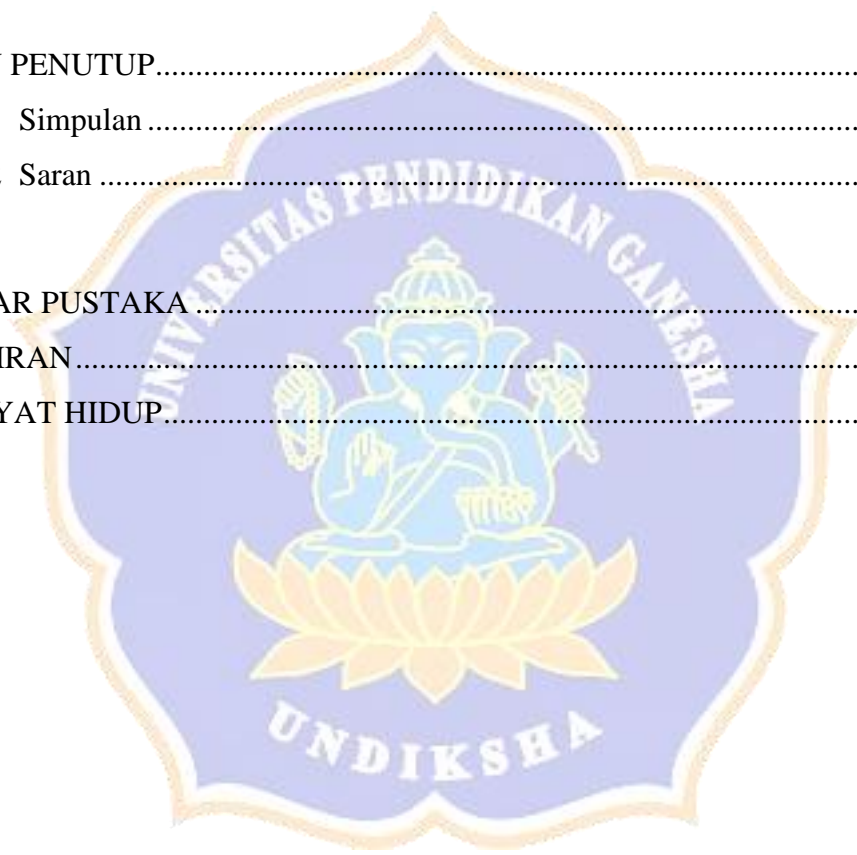 PENUTUP
Simpulan
Saran
AR PUSTAKA
IRAN
YAT HIDUP
UNIVERSITAS PENDIDIKAN GANESHA
UNDIKSHA